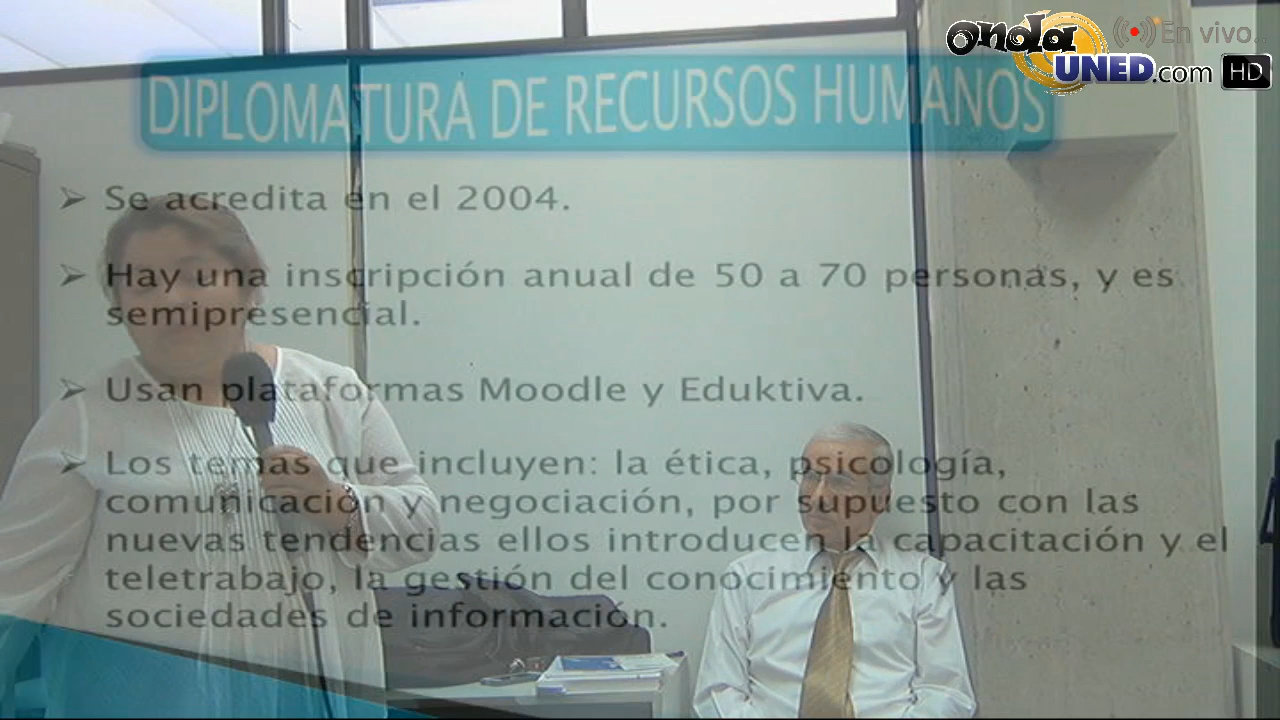 onda
UNED.com
En vivo...
HD
DIPLOMATURA DE RECURSOS HUMANOS
➢ Se acredita en el 2004.
➢ Hay una inscripción anual de 50 a 70 personas, y es
semipresencial.
➢ Usan plataformas Moodle y Eduktiva.
➢ Los temas que incluyen: la ética, psicología,
comunicación y negociación, por supuesto con las
nuevas tendencias ellos introducen la capacitación y el
teletrabajo, la gestión del conocimiento y las
sociedades de información.